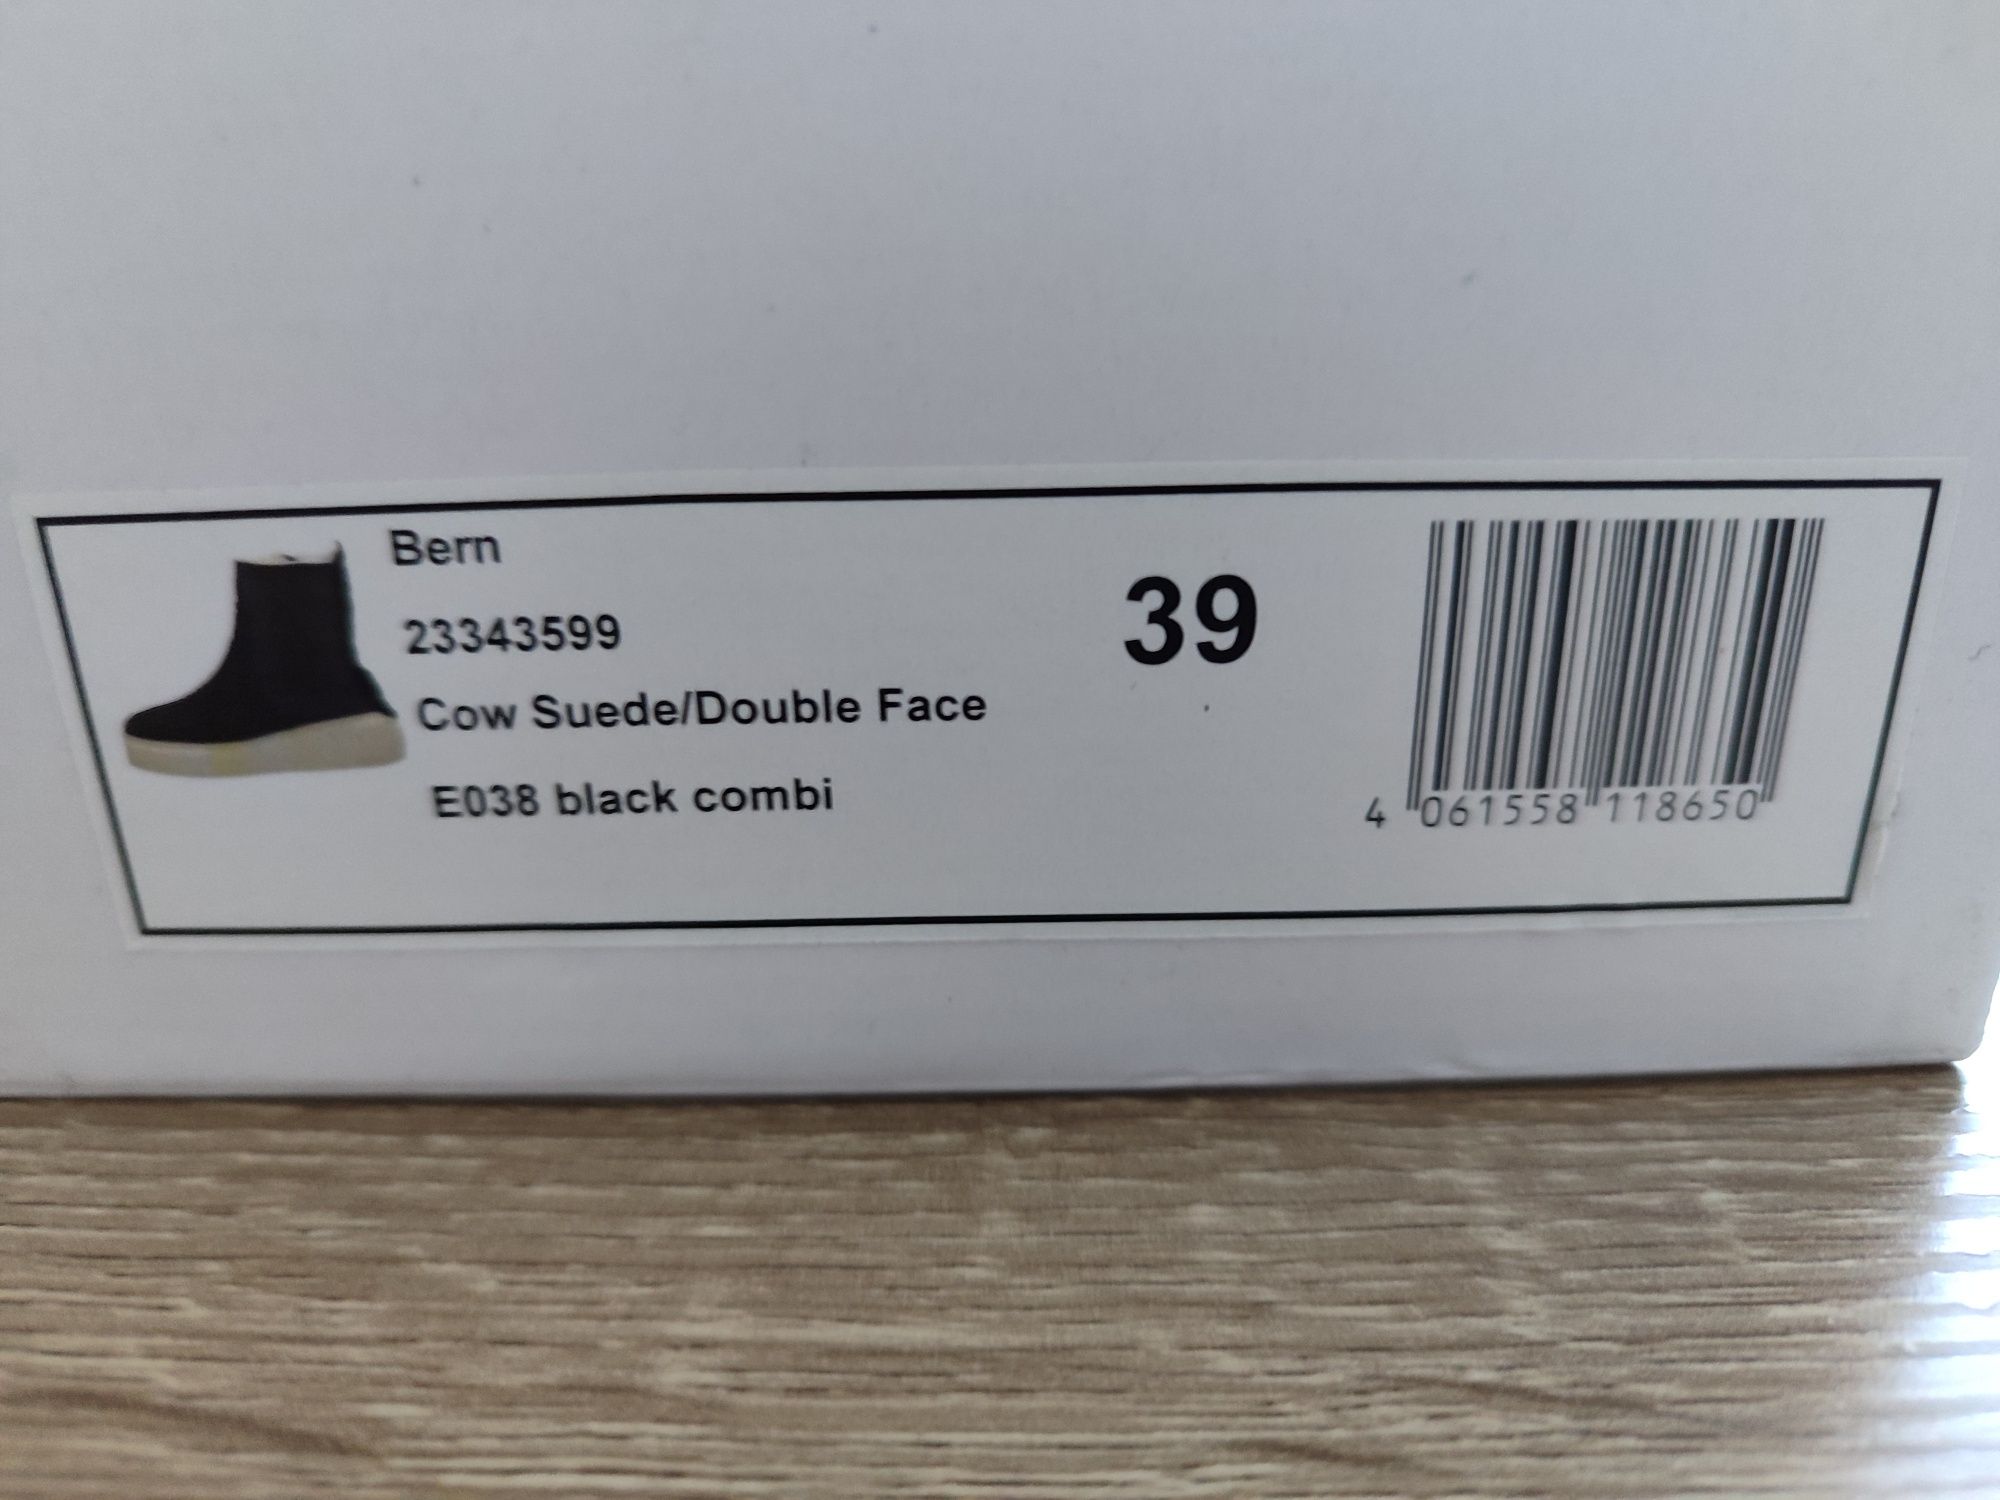 Bern
23343599
Cow Suede/Double Face
E038 black combi
39
4 061558 118650